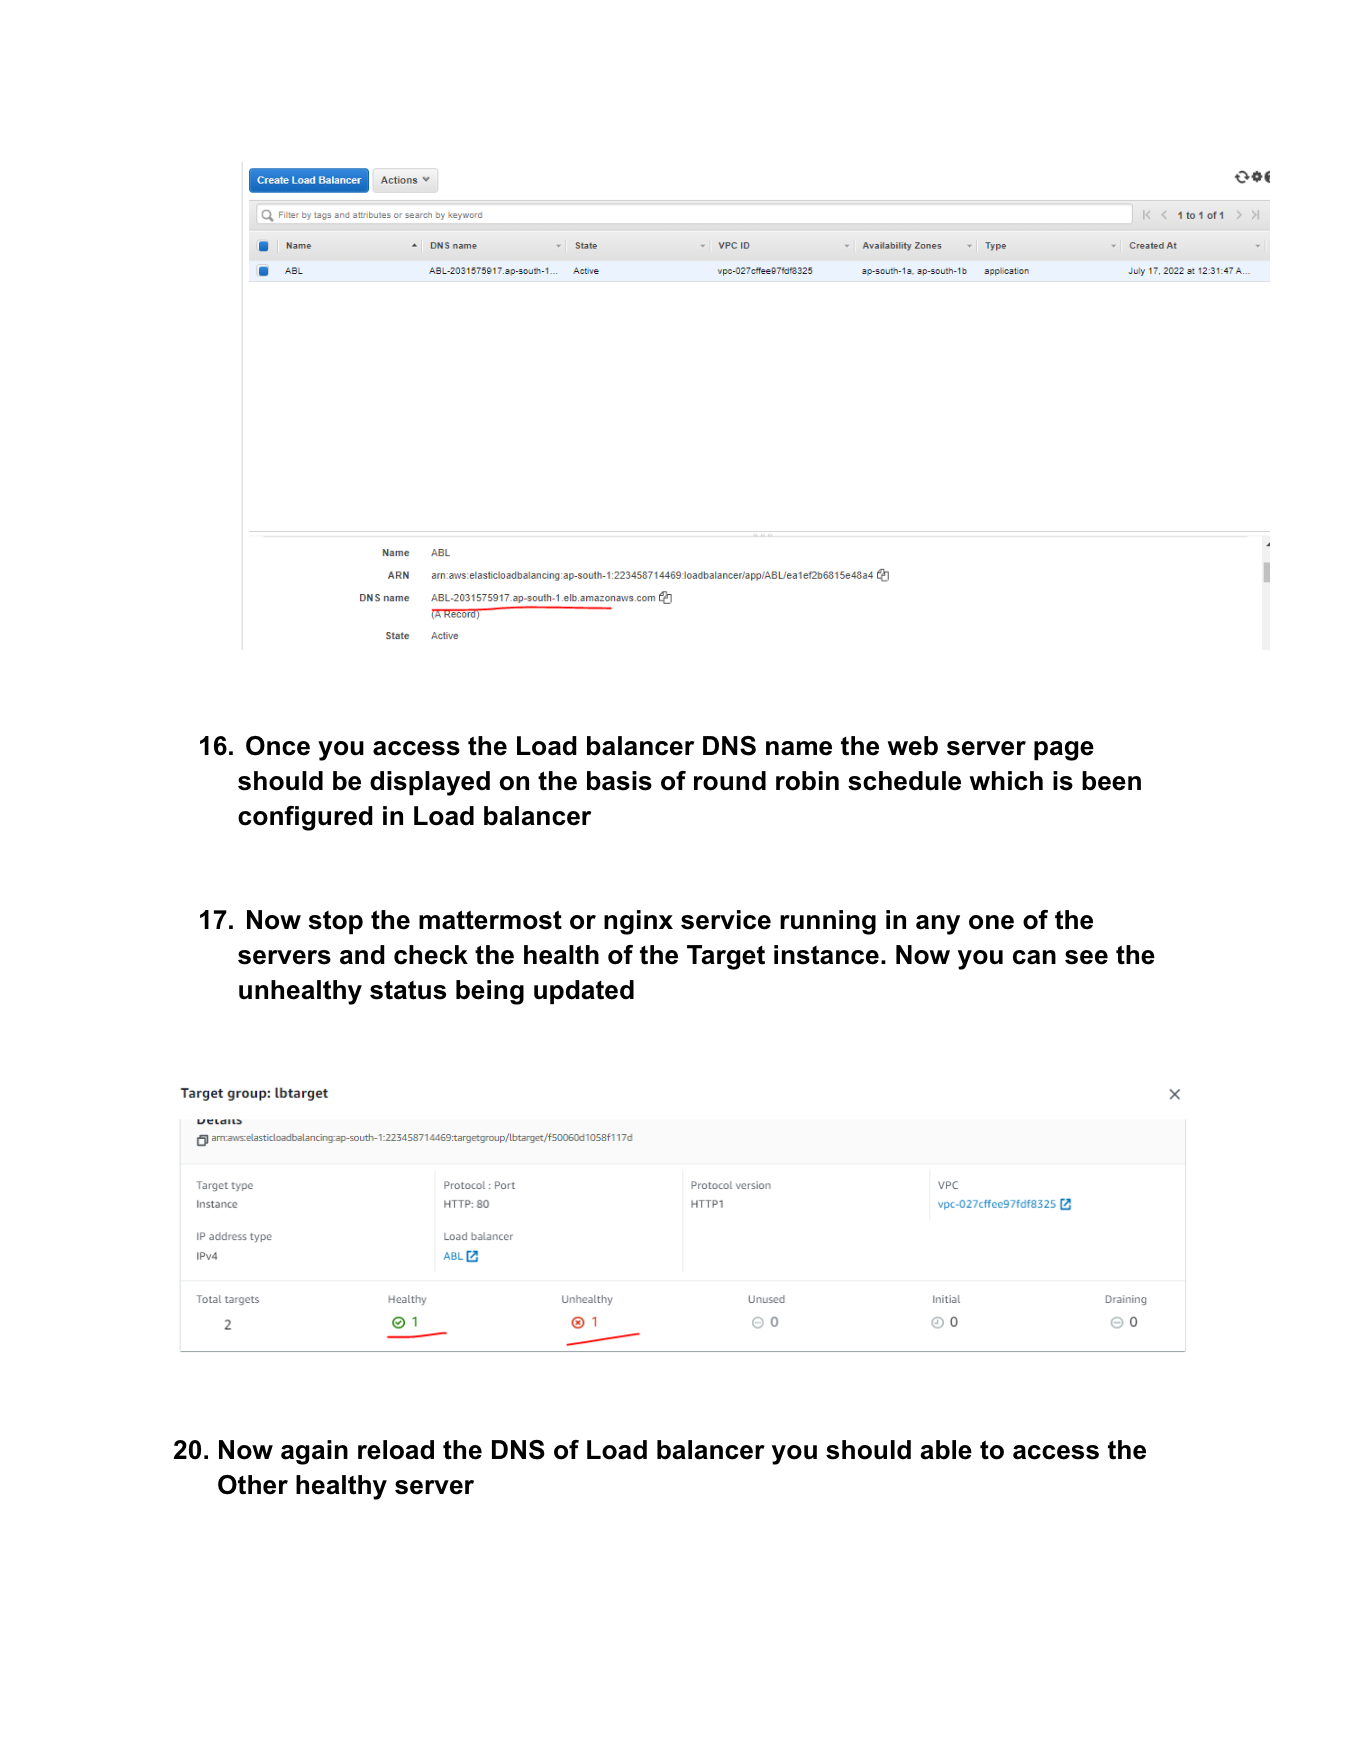 Create Load Balancer Actions
Filter by tags and attributes or search by keyword 1 to 1 of 1
Name DNS name State VPC ID Availability Zones Type Created At
ABL ABL-2031575917.ap-south-1... Active vpc-027cffee97fdf8325 ap-south-1a, ap-south-1b application July 17, 2022 at 12:31:47 A...
Name ABL
ARN arn:aws:elasticloadbalancing:ap-south-1:223458714469:loadbalancer/app/ABL/ea1ef2b6815e48a4
DNS name ABL-2031575917.ap-south-1.elb.amazonaws.com
(A Record)
State Active
16. Once you access the Load balancer DNS name the web server page
should be displayed on the basis of round robin schedule which is been
configured in Load balancer
17. Now stop the mattermost or nginx service running in any one of the
servers and check the health of the Target instance. Now you can see the
unhealthy status being updated
Target group: lbtarget
Details
arn:aws:elasticloadbalancing:ap-south-1:223458714469:targetgroup/lbtarget/f50060d1058f117d
Target type Protocol : Port Protocol version VPC
Instance HTTP: 80 HTTP1 vpc-027cffee97fdf8325
IP address type Load balancer
IPv4 ABL
Total targets Healthy Unhealthy Unused Initial Draining
2 1 1 0 0 0
20. Now again reload the DNS of Load balancer you should able to access the
Other healthy server